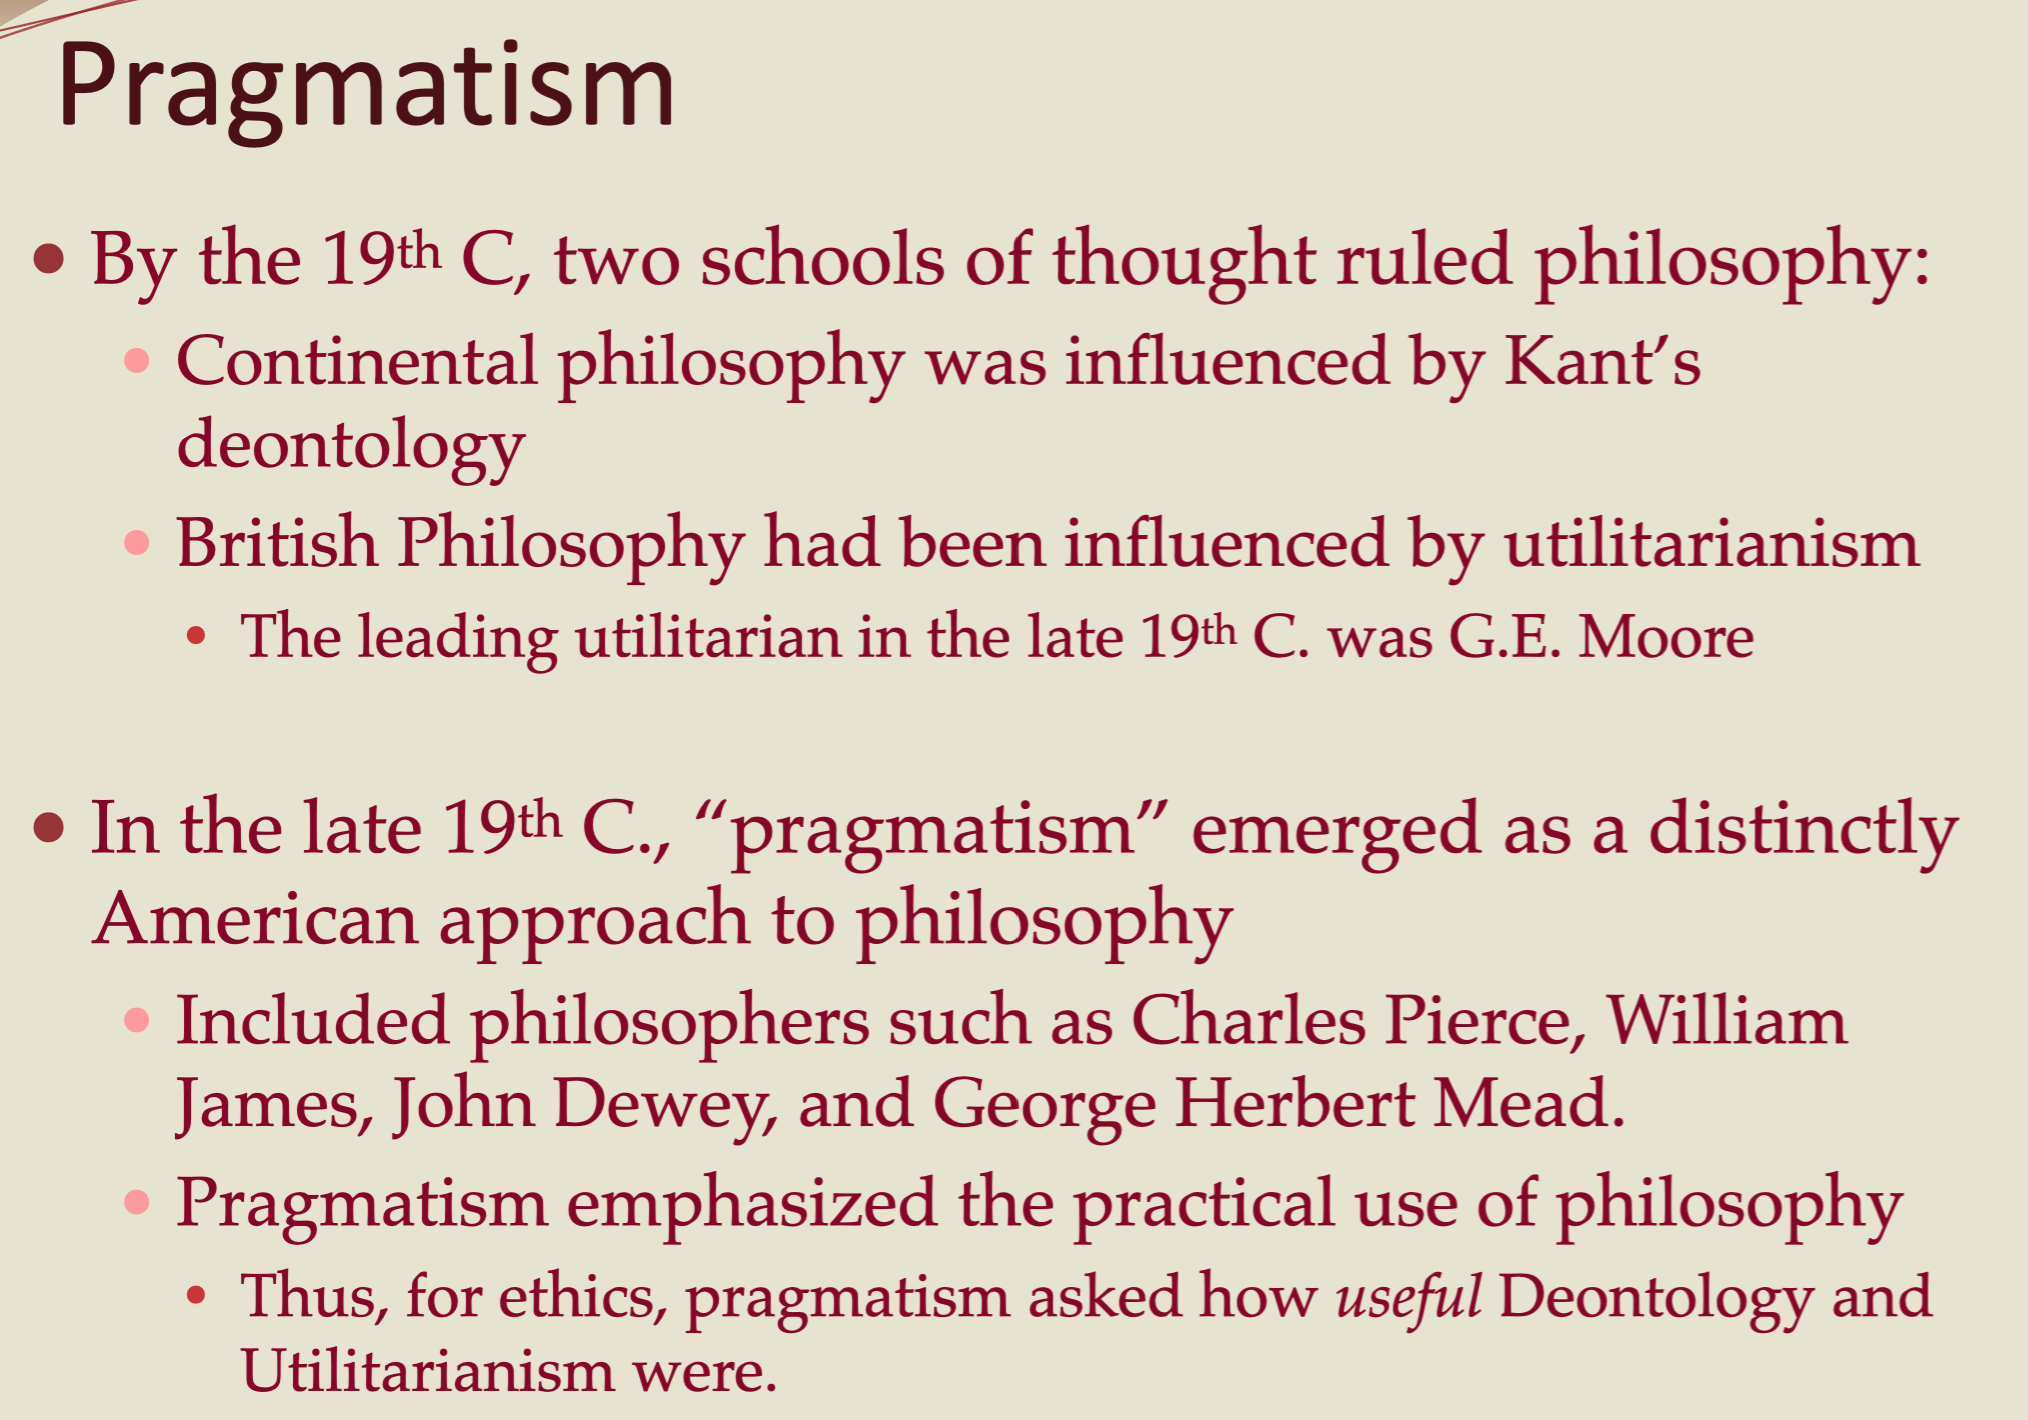 Pragmatism
• By the 19th C, two schools of thought ruled philosophy:
• Continental philosophy was influenced by Kant’s
deontology
• British Philosophy had been influenced by utilitarianism
• The leading utilitarian in the late 19th C. was G.E. Moore
• In the late 19th C., “pragmatism” emerged as a distinctly
American approach to philosophy
• Included philosophers such as Charles Pierce, William
James, John Dewey, and George Herbert Mead.
• Pragmatism emphasized the practical use of philosophy
• Thus, for ethics, pragmatism asked how useful Deontology and
Utilitarianism were.